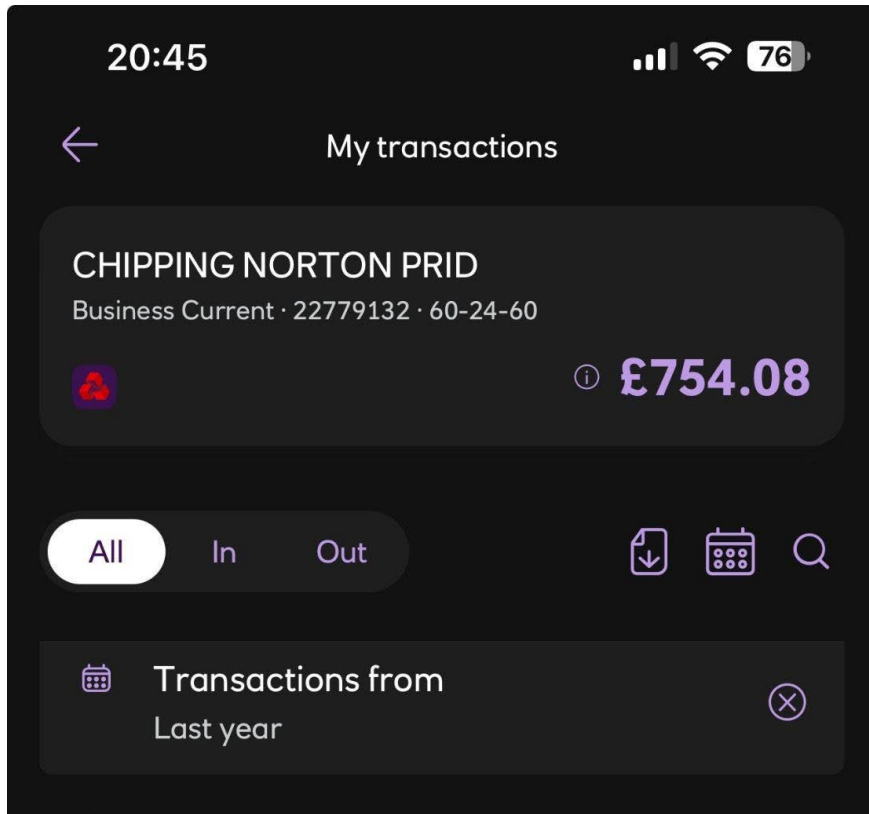 20:45
76
My transactions
CHIPPING NORTON PRID
Business Current · 22779132 · 60-24-60
£754.08
All In Out
Transactions from
Last year